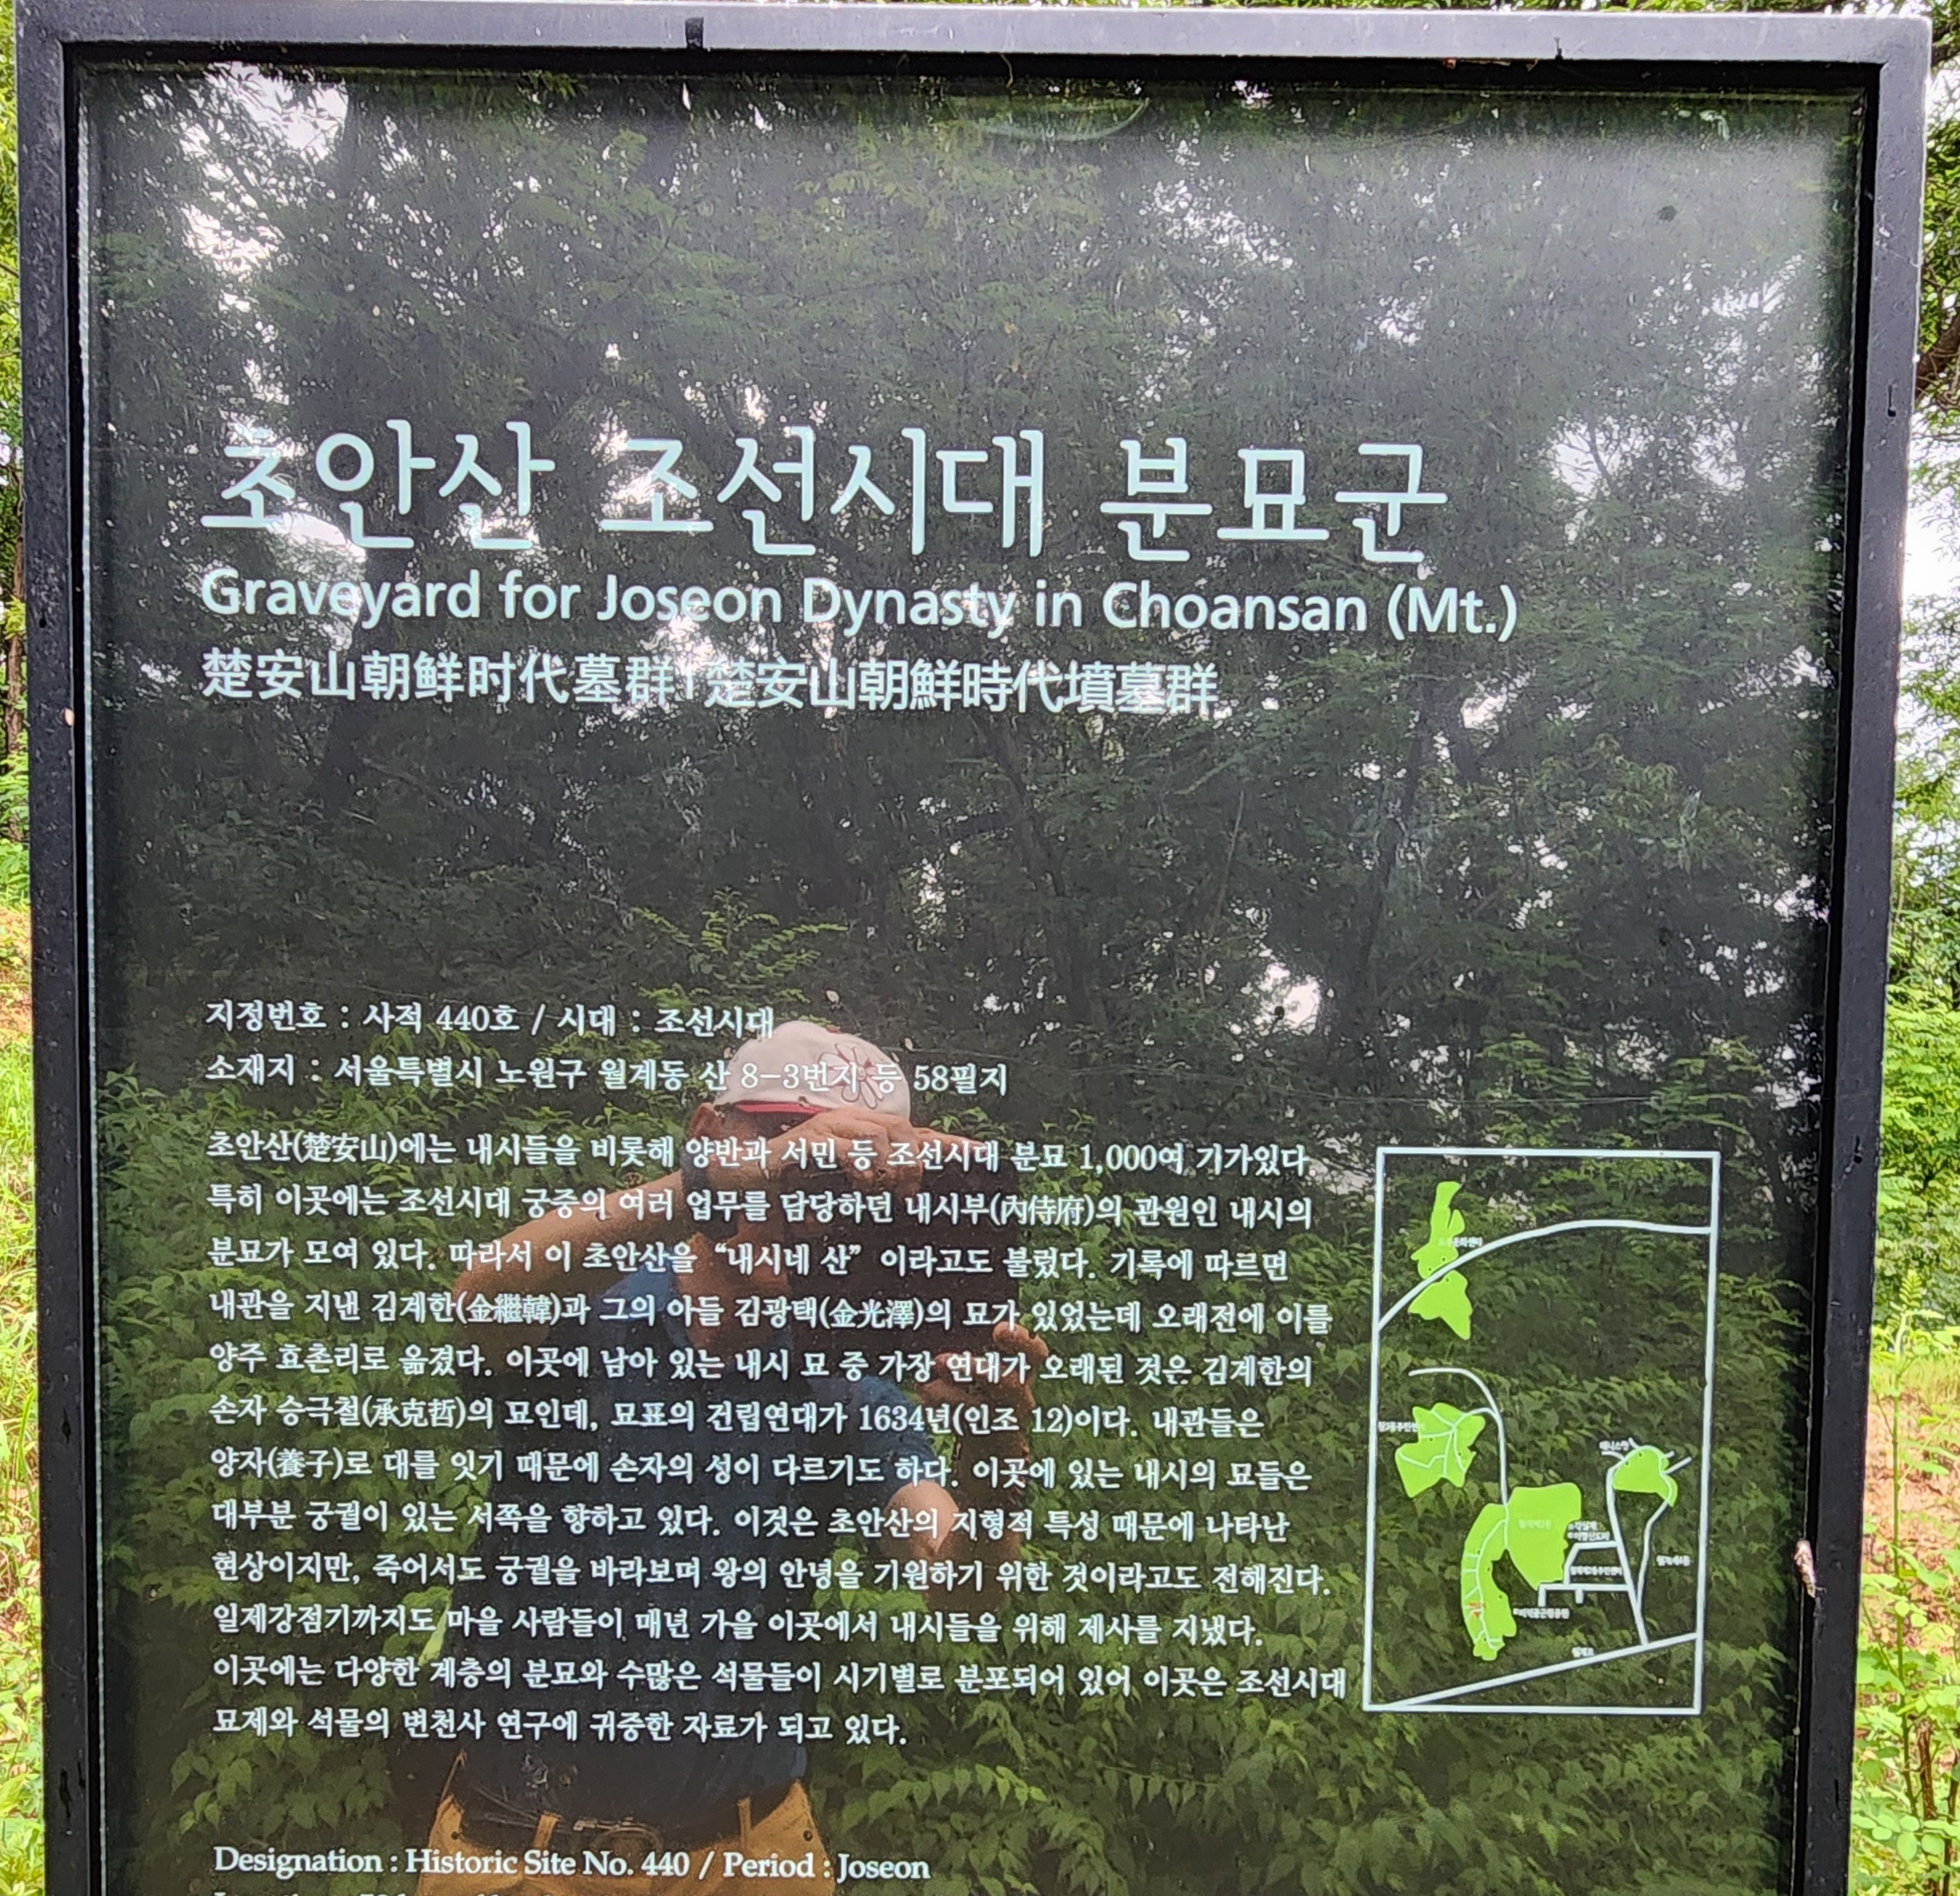 초안산 조선시대 분묘군
Graveyard for Joseon Dynasty in Choansan (Mt.)
楚安山朝鲜时代墓群 | 楚安山朝鮮時代墳墓群
지정번호 : 사적 440호 / 시대 : 조선시대
소재지 : 서울특별시 노원구 월계동 산 8-3번지 등 58필지
초안산(楚安山)에는 내시들을 비롯해 양반과 서민 등 조선시대 분묘 1,000여 기가있다
특히 이곳에는 조선시대 궁중의 여러 업무를 담당하던 내시부(內侍府)의 관원인 내시의
분묘가 모여 있다. 따라서 이 초안산을 “내시네 산” 이라고도 불렀다. 기록에 따르면
내관을 지낸 김계한(金繼韓)과 그의 아들 김광택(金光澤)의 묘가 있었는데 오래전에 이를
양주 효촌리로 옮겼다. 이곳에 남아 있는 내시 묘 중 가장 연대가 오래된 것은 김계한의
손자 승극철(承克哲)의 묘인데, 묘표의 건립연대가 1634년(인조 12)이다. 내관들은
양자(養子)로 대를 잇기 때문에 손자의 성이 다르기도 하다. 이곳에 있는 내시의 묘들은
대부분 궁궐이 있는 서쪽을 향하고 있다. 이것은 초안산의 지형적 특성 때문에 나타난
현상이지만, 죽어서도 궁궐을 바라보며 왕의 안녕을 기원하기 위한 것이라고도 전해진다.
일제강점기까지도 마을 사람들이 매년 가을 이곳에서 내시들을 위해 제사를 지냈다.
이곳에는 다양한 계층의 분묘와 수많은 석물들이 시기별로 분포되어 있어 이곳은 조선시대
묘제와 석물의 변천사 연구에 귀중한 자료가 되고 있다.
Designation : Historic Site No. 440 / Period : Joseon